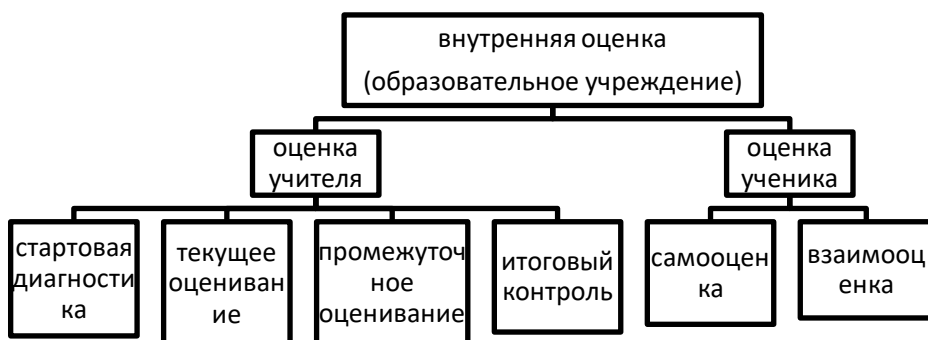 внутренняя оценка
(образовательное учреждение)
оценка
учителя
оценка
ученика
стартовая
диагности
ка
текущее
оцениван
ие
промежуточ
ное
оценивание
итоговый
контроль
самооцен
ка
взаимооц
енка